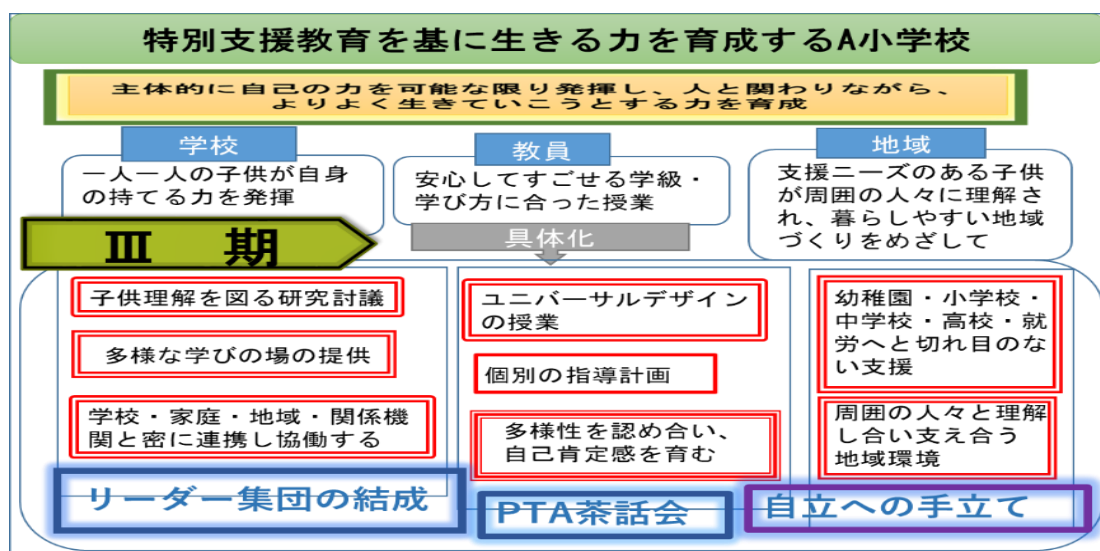 特別支援教育を基に生きる力を育成するA小学校
主体的に自己の力を可能な限り発揮し、人と関わりながら、
よりよく生きていこうとする力を育成
学校
一人一人の子供が自身
の持てる力を発揮
教員
安心してすごせる学級・
学び方に合った授業
地域
支援ニーズのある子供
が周囲の人々に理解さ
れ、暮らしやすい地域
づくりをめざして
Ⅲ 期
具体化
子供理解を図る研究討議
多様な学びの場の提供
学校・家庭・地域・関係機
関と密に連携し協働する
リーダー集団の結成
ユニバーサルデザイン
の授業
個別の指導計画
多様性を認め合い、
自己肯定感を育む
PTA茶話会
幼稚園・小学校・
中学校・高校・就
労へと切れ目のな
い支援
周囲の人々と理解
し合い支え合う
地域環境
自立への手立て